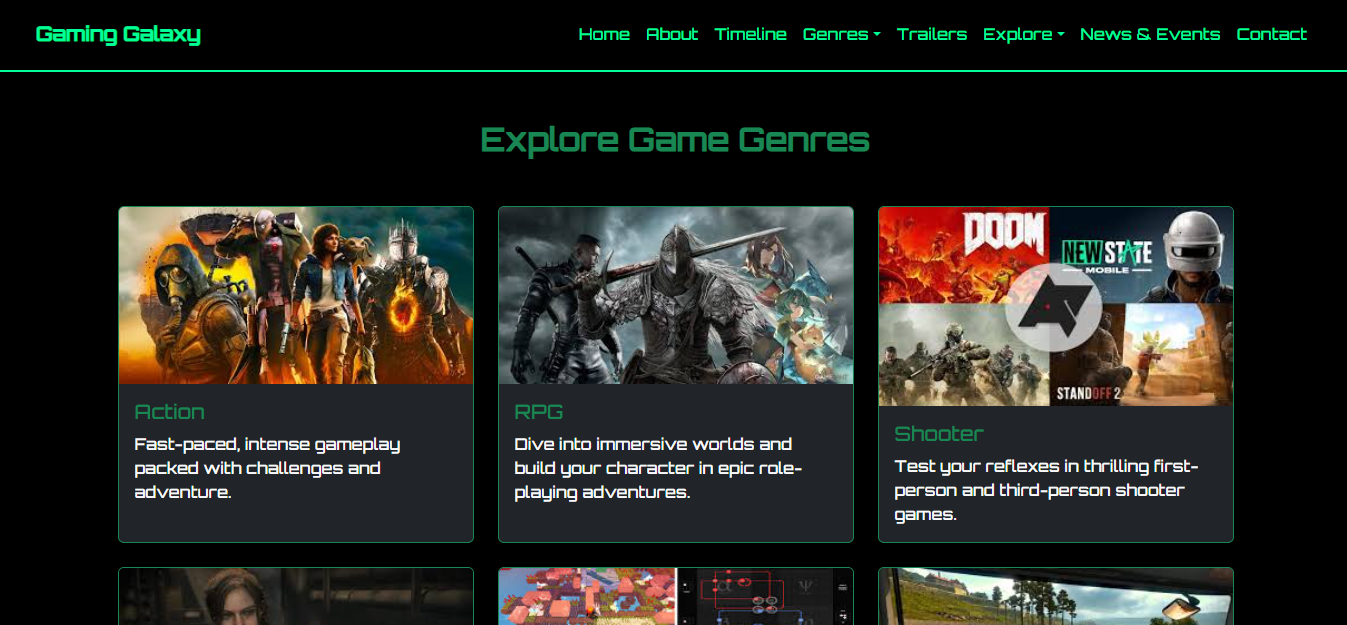 Gaming Galaxy
Home About Timeline Genres Trailers Explore News & Events Contact
Explore Game Genres
DOOM
NEW STATE
MOBILE
STANDOFF 2
Action
Fast-paced, intense gameplay
packed with challenges and
adventure.
RPG
Dive into immersive worlds and
build your character in epic role-
playing adventures.
Shooter
Test your reflexes in thrilling first-
person and third-person shooter
games.